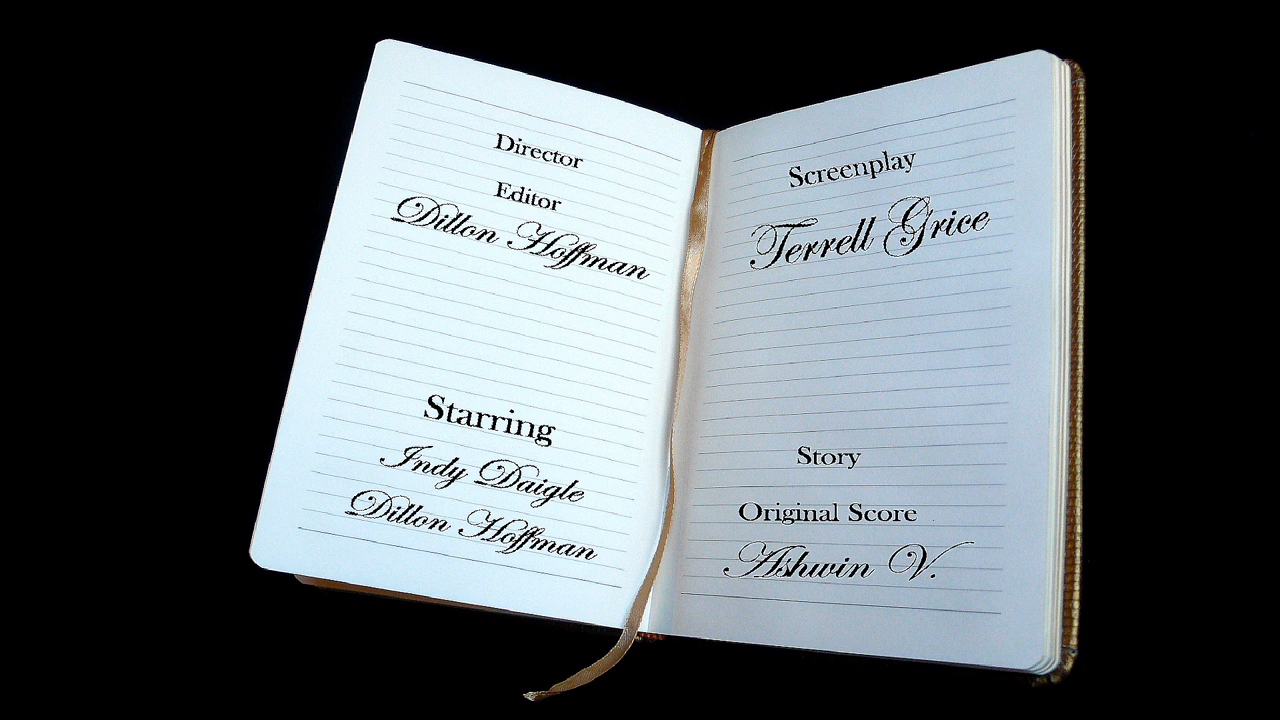 Director
Editor
Dillon Hoffman
Starring
Indy Daigle
Dillon Hoffman
Screenplay
Terrell Grice
Story
Original Score
Ashwin V.